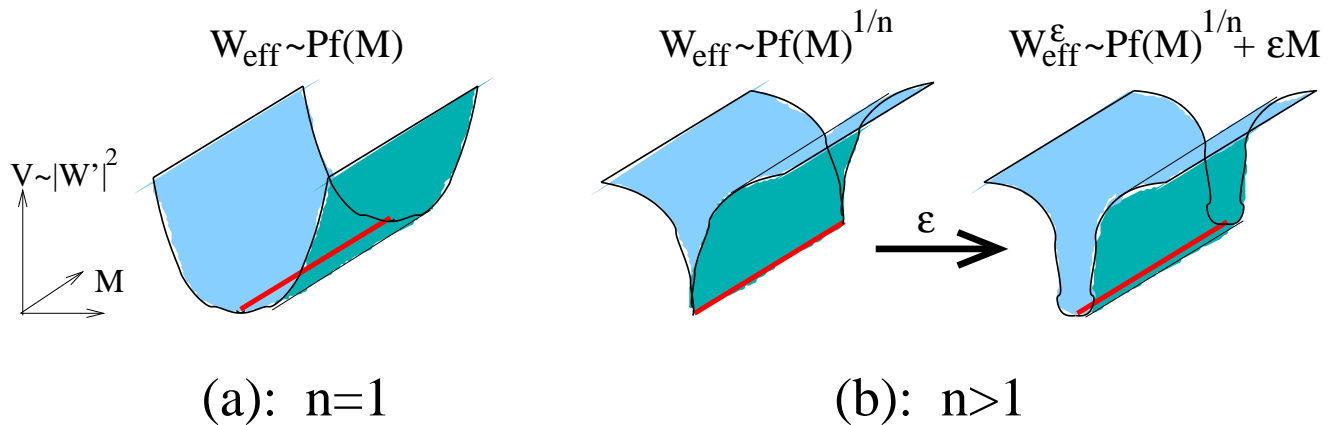 W_eff~Pf(M)
W_eff~Pf(M)^1/n
W^ε_eff~Pf(M)^1/n + εM
V~|W'|^2
M
ε
(a): n=1
(b): n>1